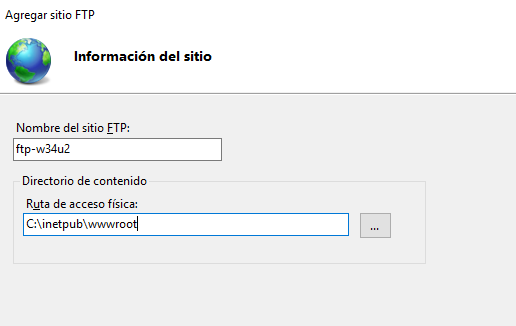 Agregar sitio FTP
Información del sitio
Nombre del sitio FTP:
ftp-w34u2
Directorio de contenido
Ruta de acceso física:
C:\inetpub\wwwroot
...